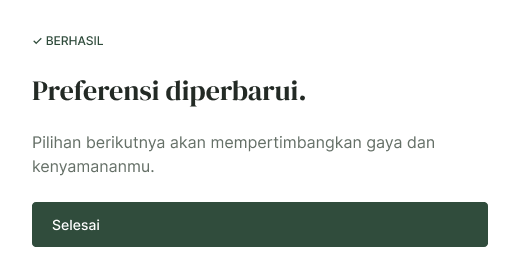 ✓ BERHASIL
Preferensi diperbarui.
Pilihan berikutnya akan mempertimbangkan gaya dan
kenyamananmu.
Selesai